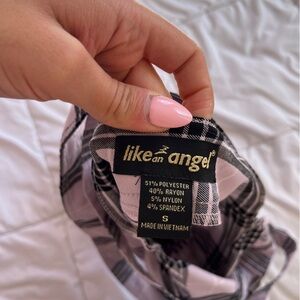 like an angel®
51% POLYESTER
40% RAYON
5% NYLON
4% SPANDEX
S
MADE IN VIETNAM